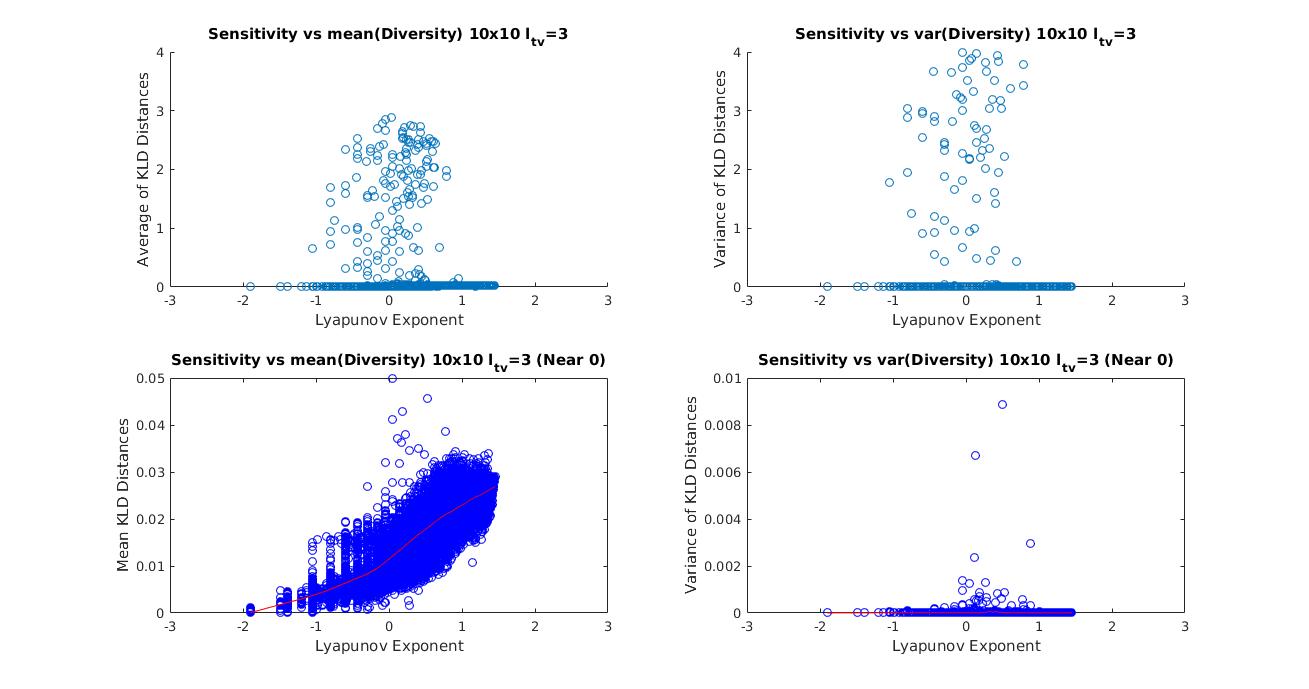 Sensitivity vs mean(Diversity) 10x10 l_tv=3
4
3
2
1
0
Average of KLD Distances
-3 -2 -1 0 1 2 3
Lyapunov Exponent
Sensitivity vs var(Diversity) 10x10 l_tv=3
4
3
2
1
0
Variance of KLD Distances
-3 -2 -1 0 1 2 3
Lyapunov Exponent
Sensitivity vs mean(Diversity) 10x10 l_tv=3 (Near 0)
0.05
0.04
0.03
0.02
0.01
0
Mean KLD Distances
-3 -2 -1 0 1 2 3
Lyapunov Exponent
Sensitivity vs var(Diversity) 10x10 l_tv=3 (Near 0)
0.01
0.008
0.006
0.004
0.002
0
Variance of KLD Distances
-3 -2 -1 0 1 2 3
Lyapunov Exponent